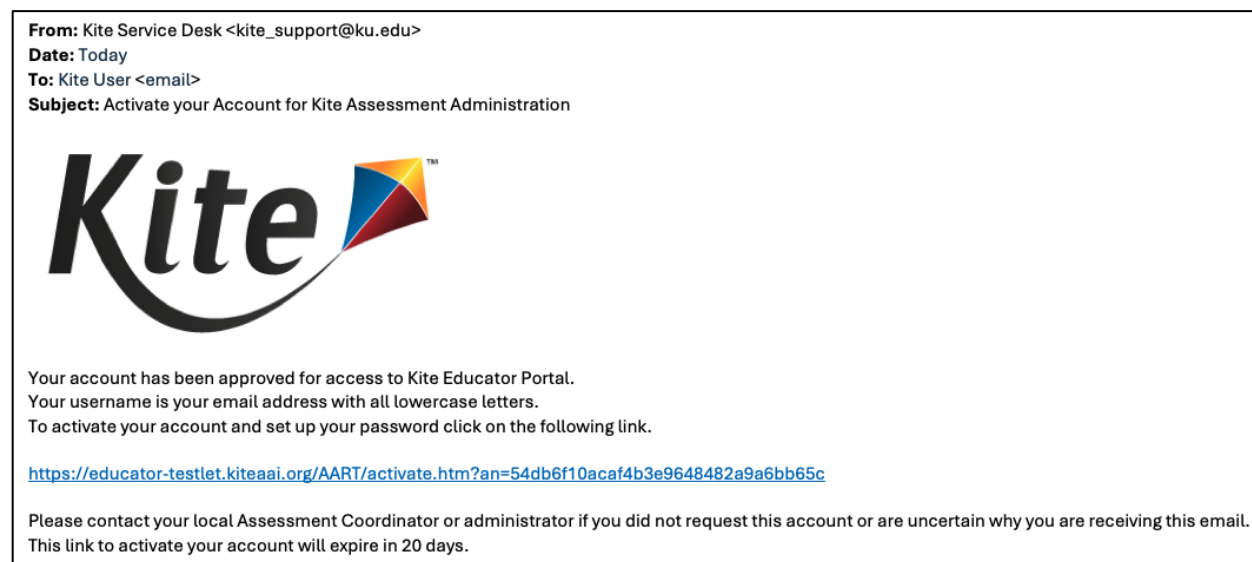 From: Kite Service Desk <kite_support@ku.edu>
Date: Today
To: Kite User <email>
Subject: Activate your Account for Kite Assessment Administration
Kite™
Your account has been approved for access to Kite Educator Portal.
Your username is your email address with all lowercase letters.
To activate your account and set up your password click on the following link.
https://educator-testlet.kiteaai.org/AART/activate.htm?an=54db6f10acaf4b3e9648482a9a6bb65c
Please contact your local Assessment Coordinator or administrator if you did not request this account or are uncertain why you are receiving this email.
This link to activate your account will expire in 20 days.